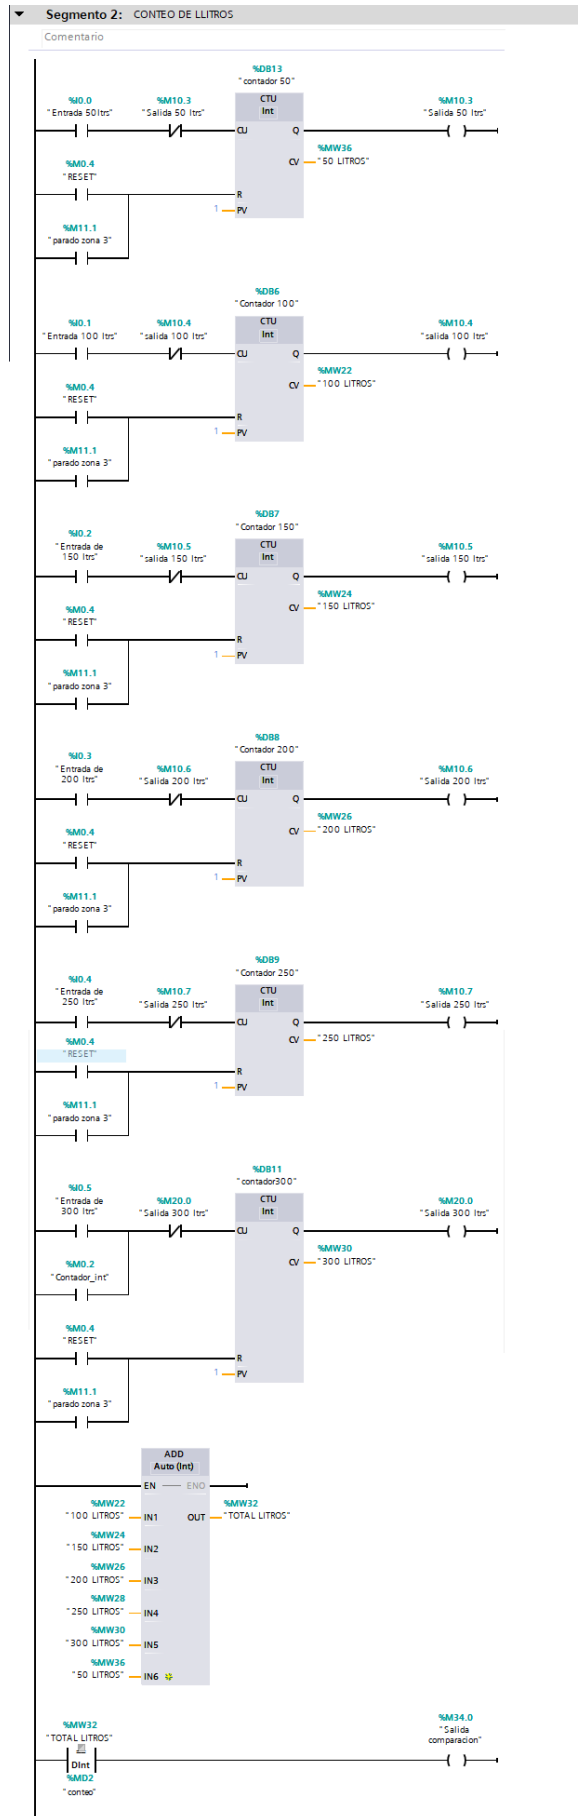 Segmento 2: CONTEO DE LLITROS
Comentario
%DB13
"contador 50"
%I0.0
"Entrada 50ltrs"
%M10.3
"Salida 50 ltrs"
CTU
Int
%M10.3
"Salida 50 ltrs"
CU
Q
%MW36
CV
"50 LITROS"
%M0.4
"RESET"
R
1
PV
%M11.1
"parado zona 3"
%DB6
"Contador 100"
%I0.1
"Entrada 100 ltrs"
%M10.4
"salida 100 ltrs"
CTU
Int
%M10.4
"salida 100 ltrs"
CU
Q
%MW22
CV
"100 LITROS"
%M0.4
"RESET"
R
1
PV
%M11.1
"parado zona 3"
%DB7
"Contador 150"
%I0.2
"Entrada de
150 ltrs"
%M10.5
"salida 150 ltrs"
CTU
Int
%M10.5
"salida 150 ltrs"
CU
Q
%MW24
CV
"150 LITROS"
%M0.4
"RESET"
R
1
PV
%M11.1
"parado zona 3"
%DB8
"Contador 200"
%I0.3
"Entrada de
200 ltrs"
%M10.6
"Salida 200 ltrs"
CTU
Int
%M10.6
"Salida 200 ltrs"
CU
Q
%MW26
CV
"200 LITROS"
%M0.4
"RESET"
R
1
PV
%M11.1
"parado zona 3"
%DB9
"Contador 250"
%I0.4
"Entrada de
250 ltrs"
%M10.7
"Salida 250 ltrs"
CTU
Int
%M10.7
"Salida 250 ltrs"
CU
Q
CV
"250 LITROS"
%M0.4
"RESET"
R
1
PV
%M11.1
"parado zona 3"
%DB11
"contador300"
%I0.5
"Entrada de
300 ltrs"
%M20.0
"Salida 300 ltrs"
CTU
Int
%M20.0
"Salida 300 ltrs"
CU
Q
%MW30
CV
"300 LITROS"
%M0.2
"Contador_int"
%M0.4
"RESET"
R
1
PV
%M11.1
"parado zona 3"
ADD
Auto (Int)
EN
ENO
%MW22
"100 LITROS"
IN1
%MW32
OUT
"TOTAL LITROS"
%MW24
"150 LITROS"
IN2
%MW26
"200 LITROS"
IN3
%MW28
"250 LITROS"
IN4
%MW30
"300 LITROS"
IN5
%MW36
"50 LITROS"
IN6
%MW32
"TOTAL LITROS"
DInt
%MD2
"conteo"
%M34.0
"Salida
comparacion"